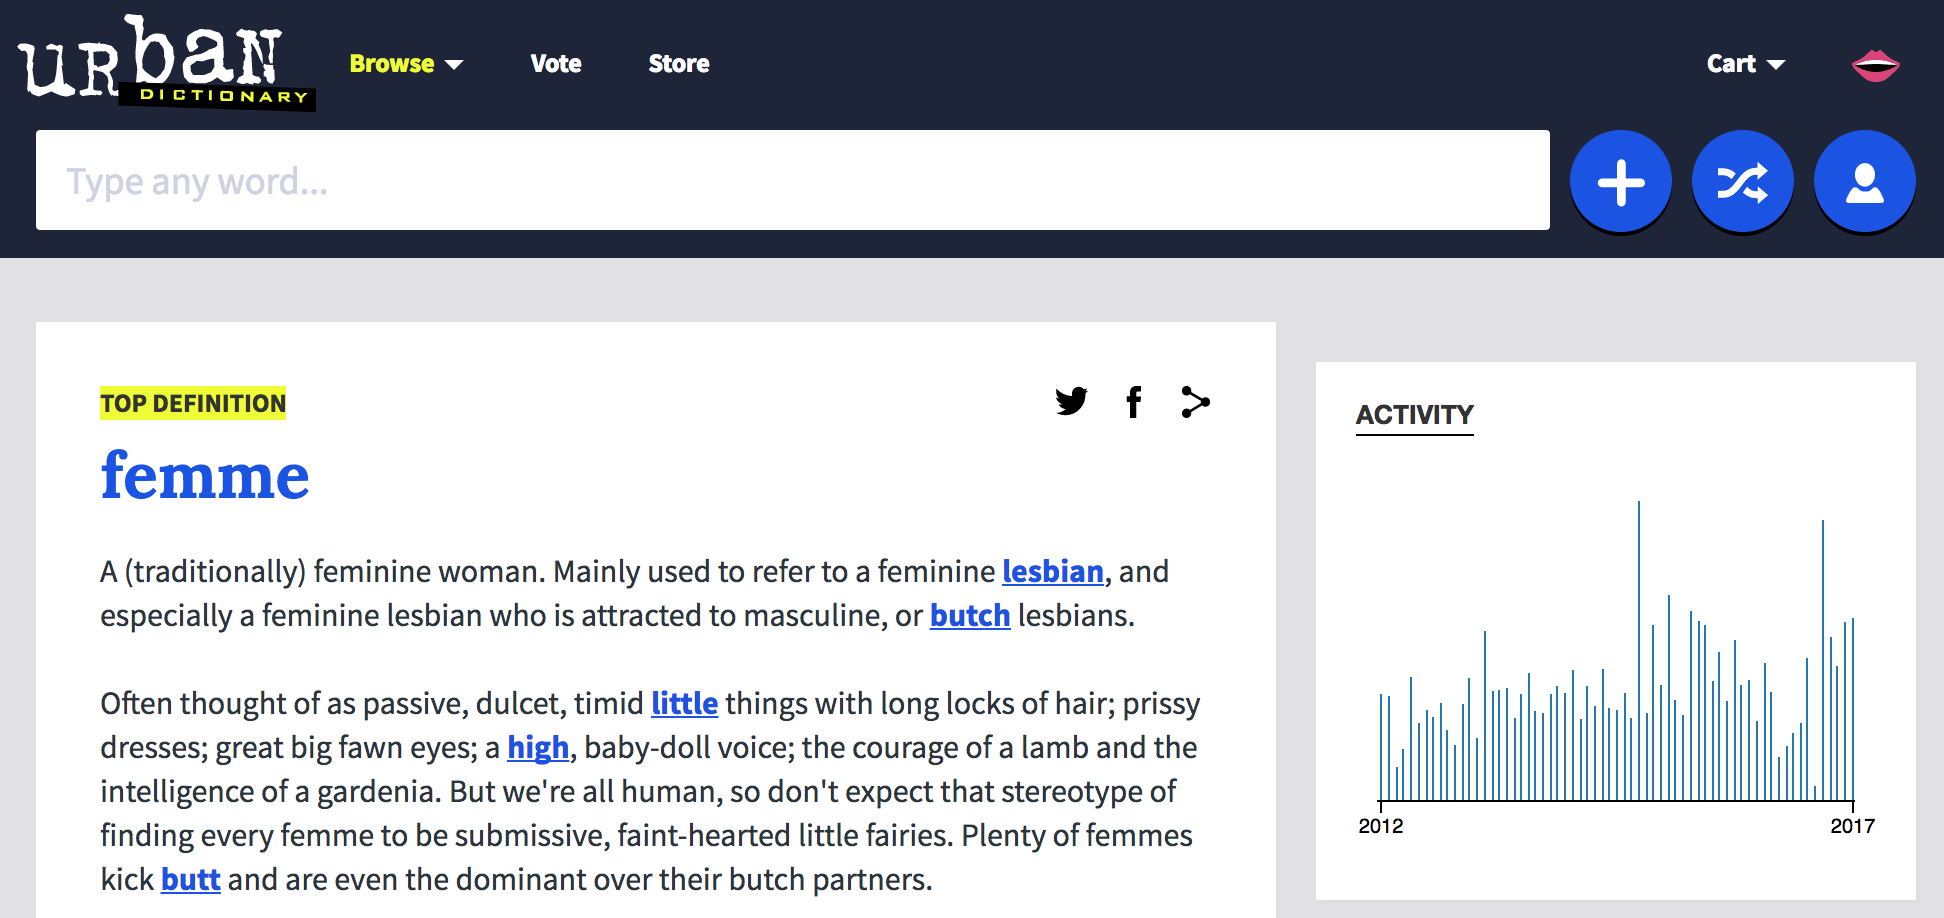 urban
DICTIONARY
Browse
Vote
Store
Cart
Type any word...
TOP DEFINITION
femme
A (traditionally) feminine woman. Mainly used to refer to a feminine lesbian, and
especially a feminine lesbian who is attracted to masculine, or butch lesbians.
Often thought of as passive, dulcet, timid little things with long locks of hair; prissy
dresses; great big fawn eyes; a high, baby-doll voice; the courage of a lamb and the
intelligence of a gardenia. But we're all human, so don't expect that stereotype of
finding every femme to be submissive, faint-hearted little fairies. Plenty of femmes
kick butt and are even the dominant over their butch partners.
ACTIVITY
2012
2017